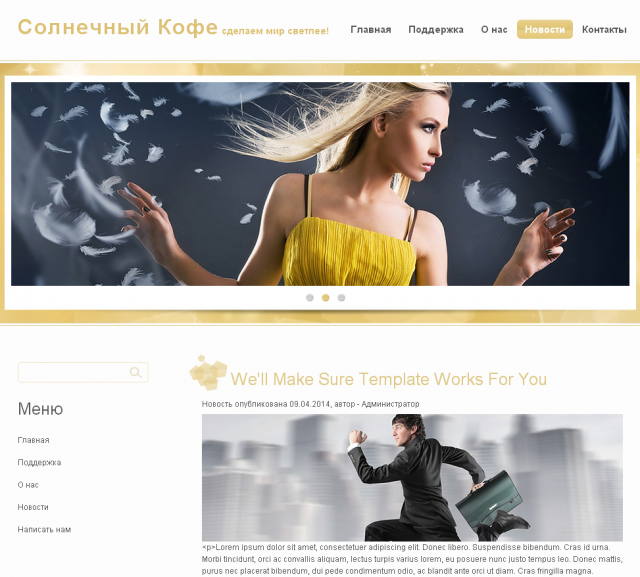 Солнечный Кофе сделаем мир светлее!
Главная Поддержка О нас Новости Контакты
We'll Make Sure Template Works For You
Новость опубликована 09.04.2014, автор - Администратор
Меню
Главная
Поддержка
О нас
Новости
Написать нам
<p>Lorem ipsum dolor sit amet, consectetuer adipiscing elit. Donec libero. Suspendisse bibendum. Cras id urna.
Morbi tincidunt, orci ac convallis aliquam, lectus turpis varius lorem, eu posuere nunc justo tempus leo. Donec mattis,
purus nec placerat bibendum, dui pede condimentum odio, ac blandit ante orci ut diam. Cras fringilla magna.